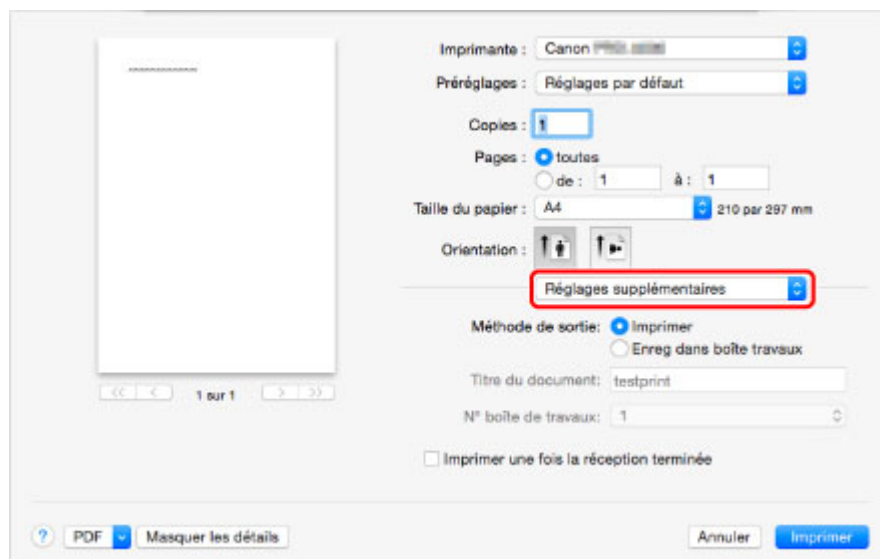 Imprimante : Canon
Préréglages : Réglages par défaut
Copies : 1
Pages : toutes
de : 1 à : 1
Taille du papier : A4 210 par 297 mm
Orientation :
Réglages supplémentaires
Méthode de sortie: Imprimer
Enreg dans boîte travaux
Titre du document: testprint
N° boîte de travaux: 1
Imprimer une fois la réception terminée
<< < 1 sur 1 > >>
? PDF Masquer les détails Annuler Imprimer